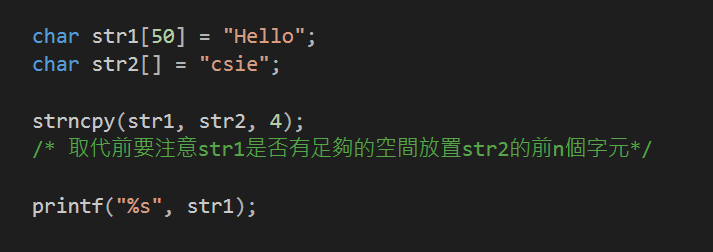 char str1[50] = "Hello";
char str2[] = "csie";
strncpy(str1, str2, 4);
/* 取代前要注意str1是否有足夠的空間放置str2的前n個字元*/
printf("%s", str1);